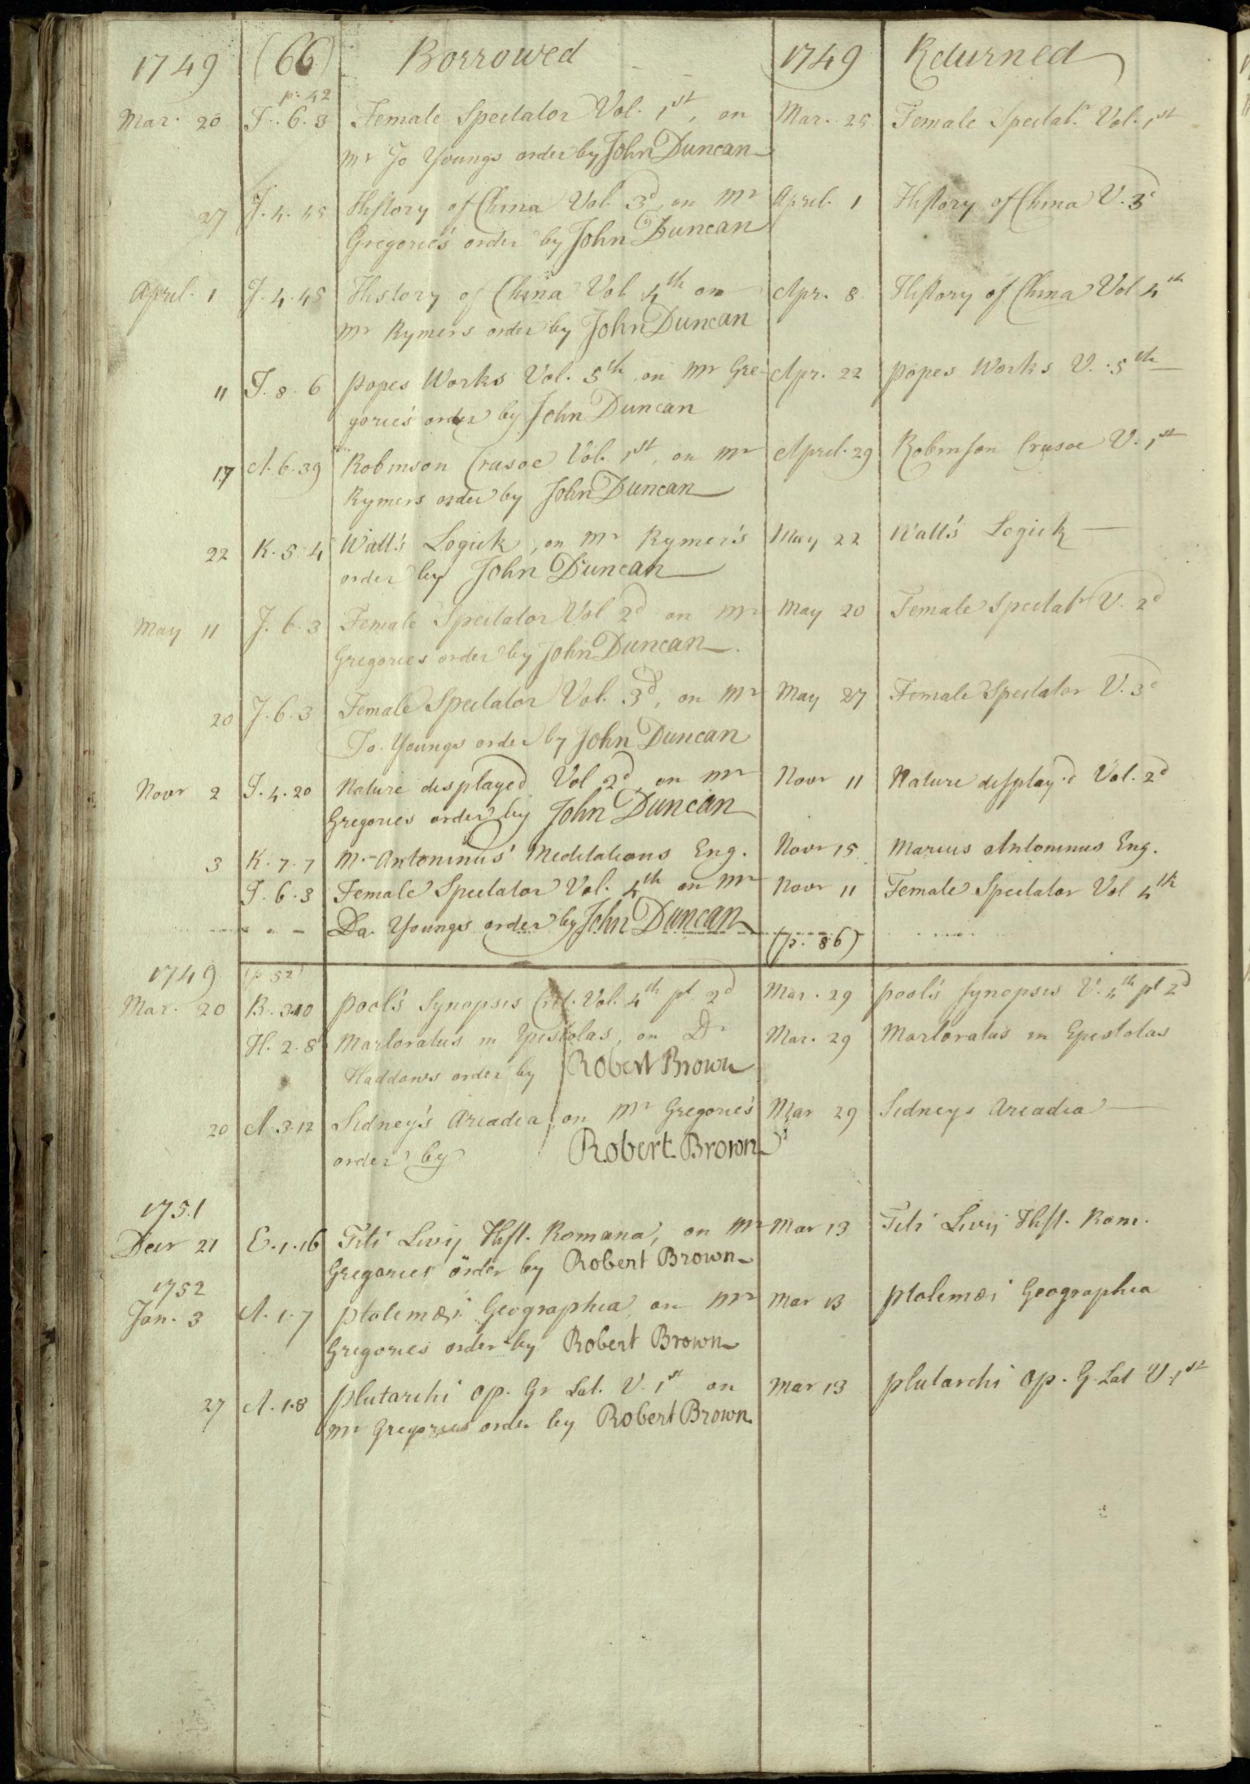 1749 (66) Borrowed 1749 Returned
p. 42
Mar. 20 J. 6. 3 Female Spectator Vol. 1st, on Mar. 25 Female Spectatr. Vol. 1st
Mr Jo Youngs order by John Duncan
27 J. 4. 45 History of China Vol. 3d, on Mr April. 1 History of China V. 3d
Gregorie's order by John Duncan
April. 1 J. 4. 45 History of China Vol 4th on Apr. 8 History of China Vol 4th
Mr Rymers order by John Duncan
11 J. 8. 6 popes Works Vol. 5th on Mr Gre- Apr. 22 popes Works V. 5th
gories order by John Duncan
17 A. 6. 39 Robinson Crusoe Vol. 1st, on Mr April. 29 Robinson Crusoe V. 1st
Rymers order by John Duncan
22 K. 5. 4 Watt's Logick, on Mr Rymer's May 22 Watt's Logick
order by John Duncan
May 11 J. 6. 3 Female Spectator Vol 2d on Mr May 20 Female Spectatr V. 2d
Gregories order by John Duncan.
20 J. 6. 3 Female Spectator Vol. 3d, on Mr May 27 Female Spectator V. 3d
Jo. Youngs order by John Duncan
Novr 2 J. 4. 20 Nature displayed Vol 2d, on Mr Novr 11 Nature display'd Vol. 2d
Gregories order by John Duncan
3 K. 7. 7 M. Antoninus' Meditations Eng. Novr 15 Marcus Antoninus Eng.
J. 6. 3 Female Spectator Vol. 4th on Mr Novr 11 Female Spectator Vol 4th
Da. Youngs order by John Duncan
(p. 86)
1749 (p. 52)
Mar. 20 B. 3.10 pool's Synopsis Crit. Vol. 4th pt 2d Mar. 29 pool's Synopsis V. 4th pt 2d
H. 2. 8 Marloratus in Epistolas, on Dr Mar. 29 Marloratus in Epistolas
Haddows order by Robert Brown
20 A. 3.12 Sidney's Arcadia, on Mr Gregorie's Mar 29 Sidneys Arcadia
order by Robert Brown
1751
Decr 21 E. 1. 16 Titi Livij Hist. Romana, on Mr Mar 13 Titi Livij Hist. Rom.
Gregories order by Robert Brown
1752
Jan. 3 A. 1. 7 ptolemæi Geographia, on Mr Mar 13 ptolemæi Geographia
Gregories order by Robert Brown
27 A. 1. 8 plutarchi Op. Gr Lat. V. 1st on Mar 13 plutarchi Op. G. Lat V. 1st
Mr Gregories order by Robert Brown